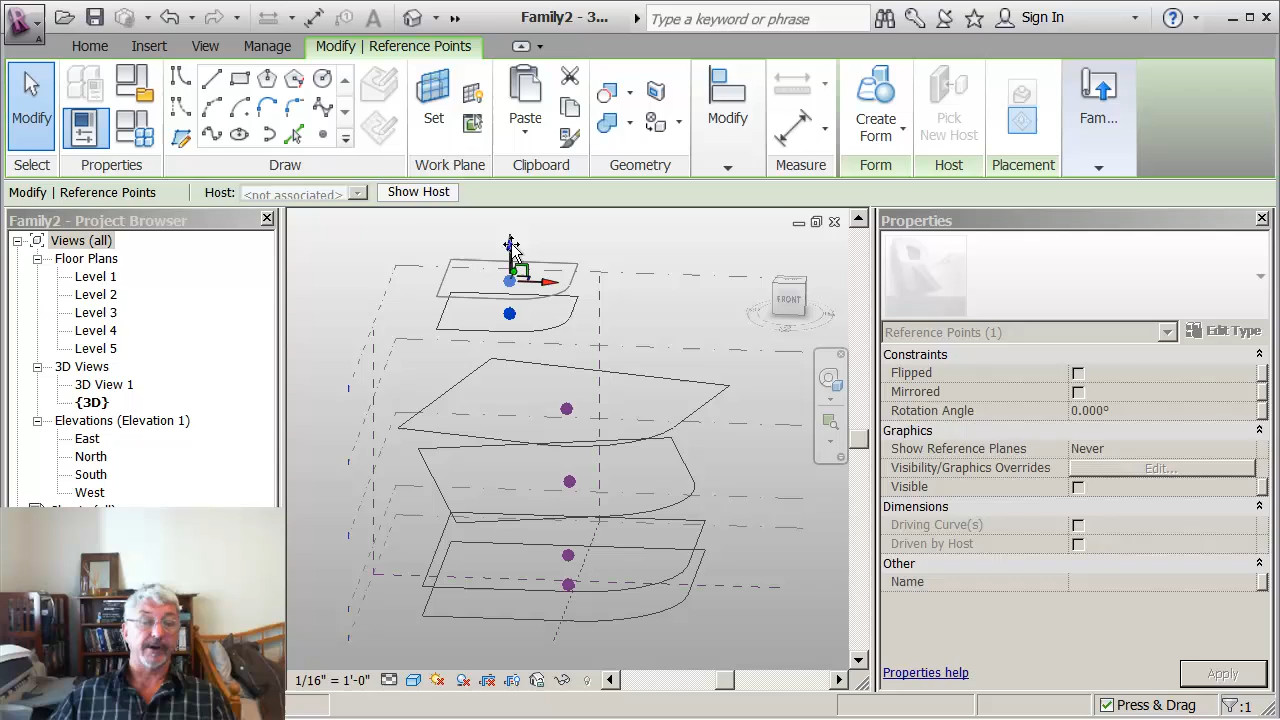 Family2 - 3...
Type a keyword or phrase
Sign In
Home
Insert
View
Manage
Modify | Reference Points
Modify
Set
Paste
Modify
Create
Form
Pick
New Host
Fam...
Select
Properties
Draw
Work Plane
Clipboard
Geometry
Measure
Form
Host
Placement
Modify | Reference Points
Host:
<not associated>
Show Host
Family2 - Project Browser
Views (all)
Floor Plans
Level 1
Level 2
Level 3
Level 4
Level 5
3D Views
3D View 1
{3D}
Elevations (Elevation 1)
East
North
South
West
FRONT
Properties
Reference Points (1)
Edit Type
Constraints
Flipped
Mirrored
Rotation Angle 0.000°
Graphics
Show Reference Planes Never
Visibility/Graphics Overrides Edit...
Visible
Dimensions
Driving Curve(s)
Driven by Host
Other
Name
Properties help
Apply
1/16" = 1'-0"
Press & Drag
:1